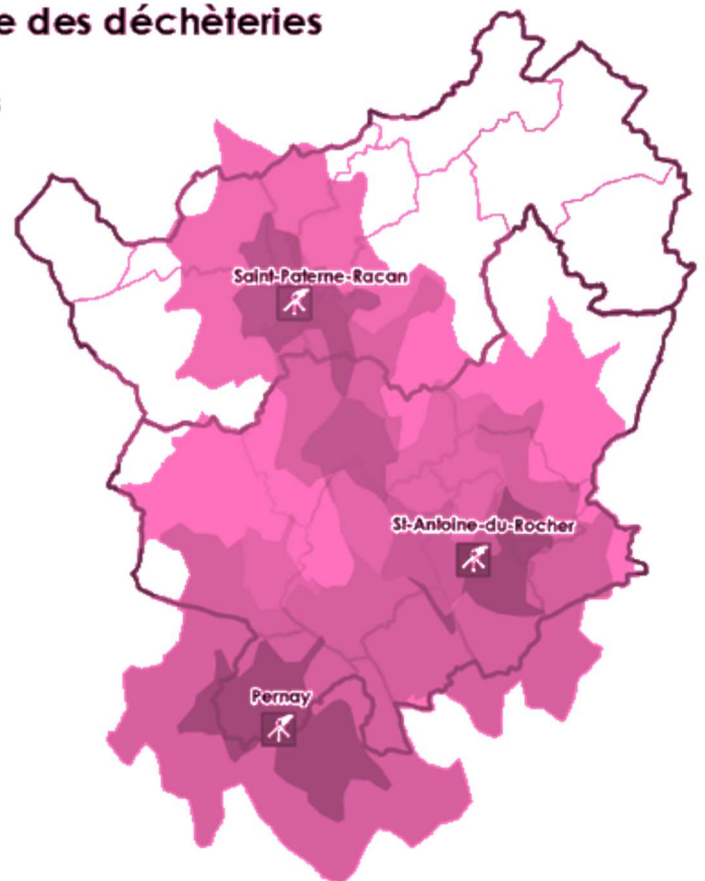 e des déchèteries
Saint-Paterne-Racan
St-Antoine-du-Rocher
Pernay